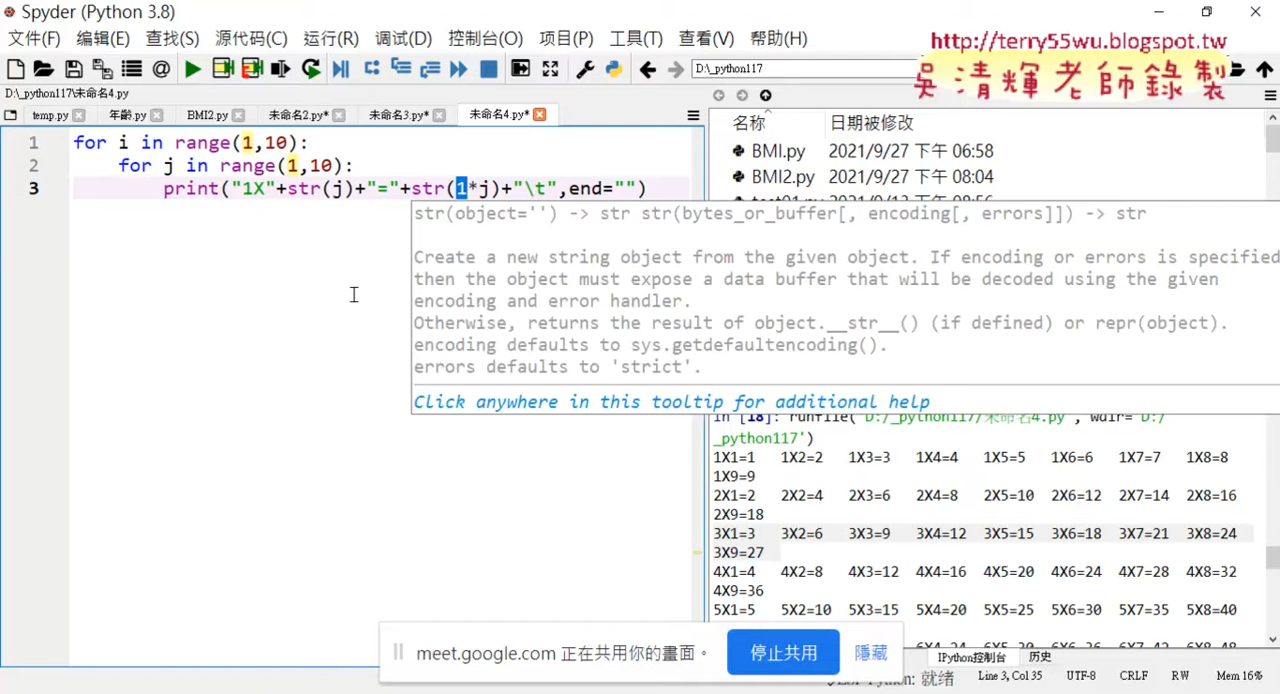 Spyder (Python 3.8)
文件(F) 编辑(E) 查找(S) 源代码(C) 运行(R) 调试(D) 控制台(O) 项目(P) 工具(T) 查看(V) 帮助(H)
http://terry55wu.blogspot.tw
吳清輝老師錄製
D:\_python117
D:\_python117\未命名4.py
temp.py 年龄.py BMI2.py 未命名2.py* 未命名3.py* 未命名4.py*
名称 日期被修改
BMI.py 2021/9/27 下午 06:58
BMI2.py 2021/9/27 下午 08:04
1 for i in range(1,10):
2 for j in range(1,10):
3 print("1X"+str(j)+"="+str(1*j)+"\t",end="")
str(object='') -> str str(bytes_or_buffer[, encoding[, errors]]) -> str
Create a new string object from the given object. If encoding or errors is specified
then the object must expose a data buffer that will be decoded using the given
encoding and error handler.
Otherwise, returns the result of object.__str__() (if defined) or repr(object).
encoding defaults to sys.getdefaultencoding().
errors defaults to 'strict'.
Click anywhere in this tooltip for additional help
In [18]: runfile('D:/_python117/未命名4.py', wdir='D:/
_python117')
1X1=1 1X2=2 1X3=3 1X4=4 1X5=5 1X6=6 1X7=7 1X8=8
1X9=9
2X1=2 2X2=4 2X3=6 2X4=8 2X5=10 2X6=12 2X7=14 2X8=16
2X9=18
3X1=3 3X2=6 3X3=9 3X4=12 3X5=15 3X6=18 3X7=21 3X8=24
3X9=27
4X1=4 4X2=8 4X3=12 4X4=16 4X5=20 4X6=24 4X7=28 4X8=32
4X9=36
5X1=5 5X2=10 5X3=15 5X4=20 5X5=25 5X6=30 5X7=35 5X8=40
meet.google.com 正在共用你的畫面。 停止共用 隱藏
IPython控制台 历史
Python: 就绪 Line 3, Col 35 UTF-8 CRLF RW Mem 16%